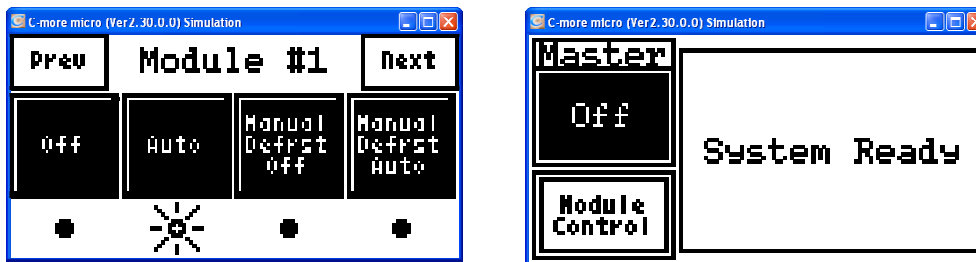 C-more micro (Ver2.30.0.0) Simulation
Prev Module #1 Next
Off
Auto
Manual
Defrst
Off
Manual
Defrst
Auto
C-more micro (Ver2.30.0.0) Simulation
Master
Off
Module
Control
System Ready